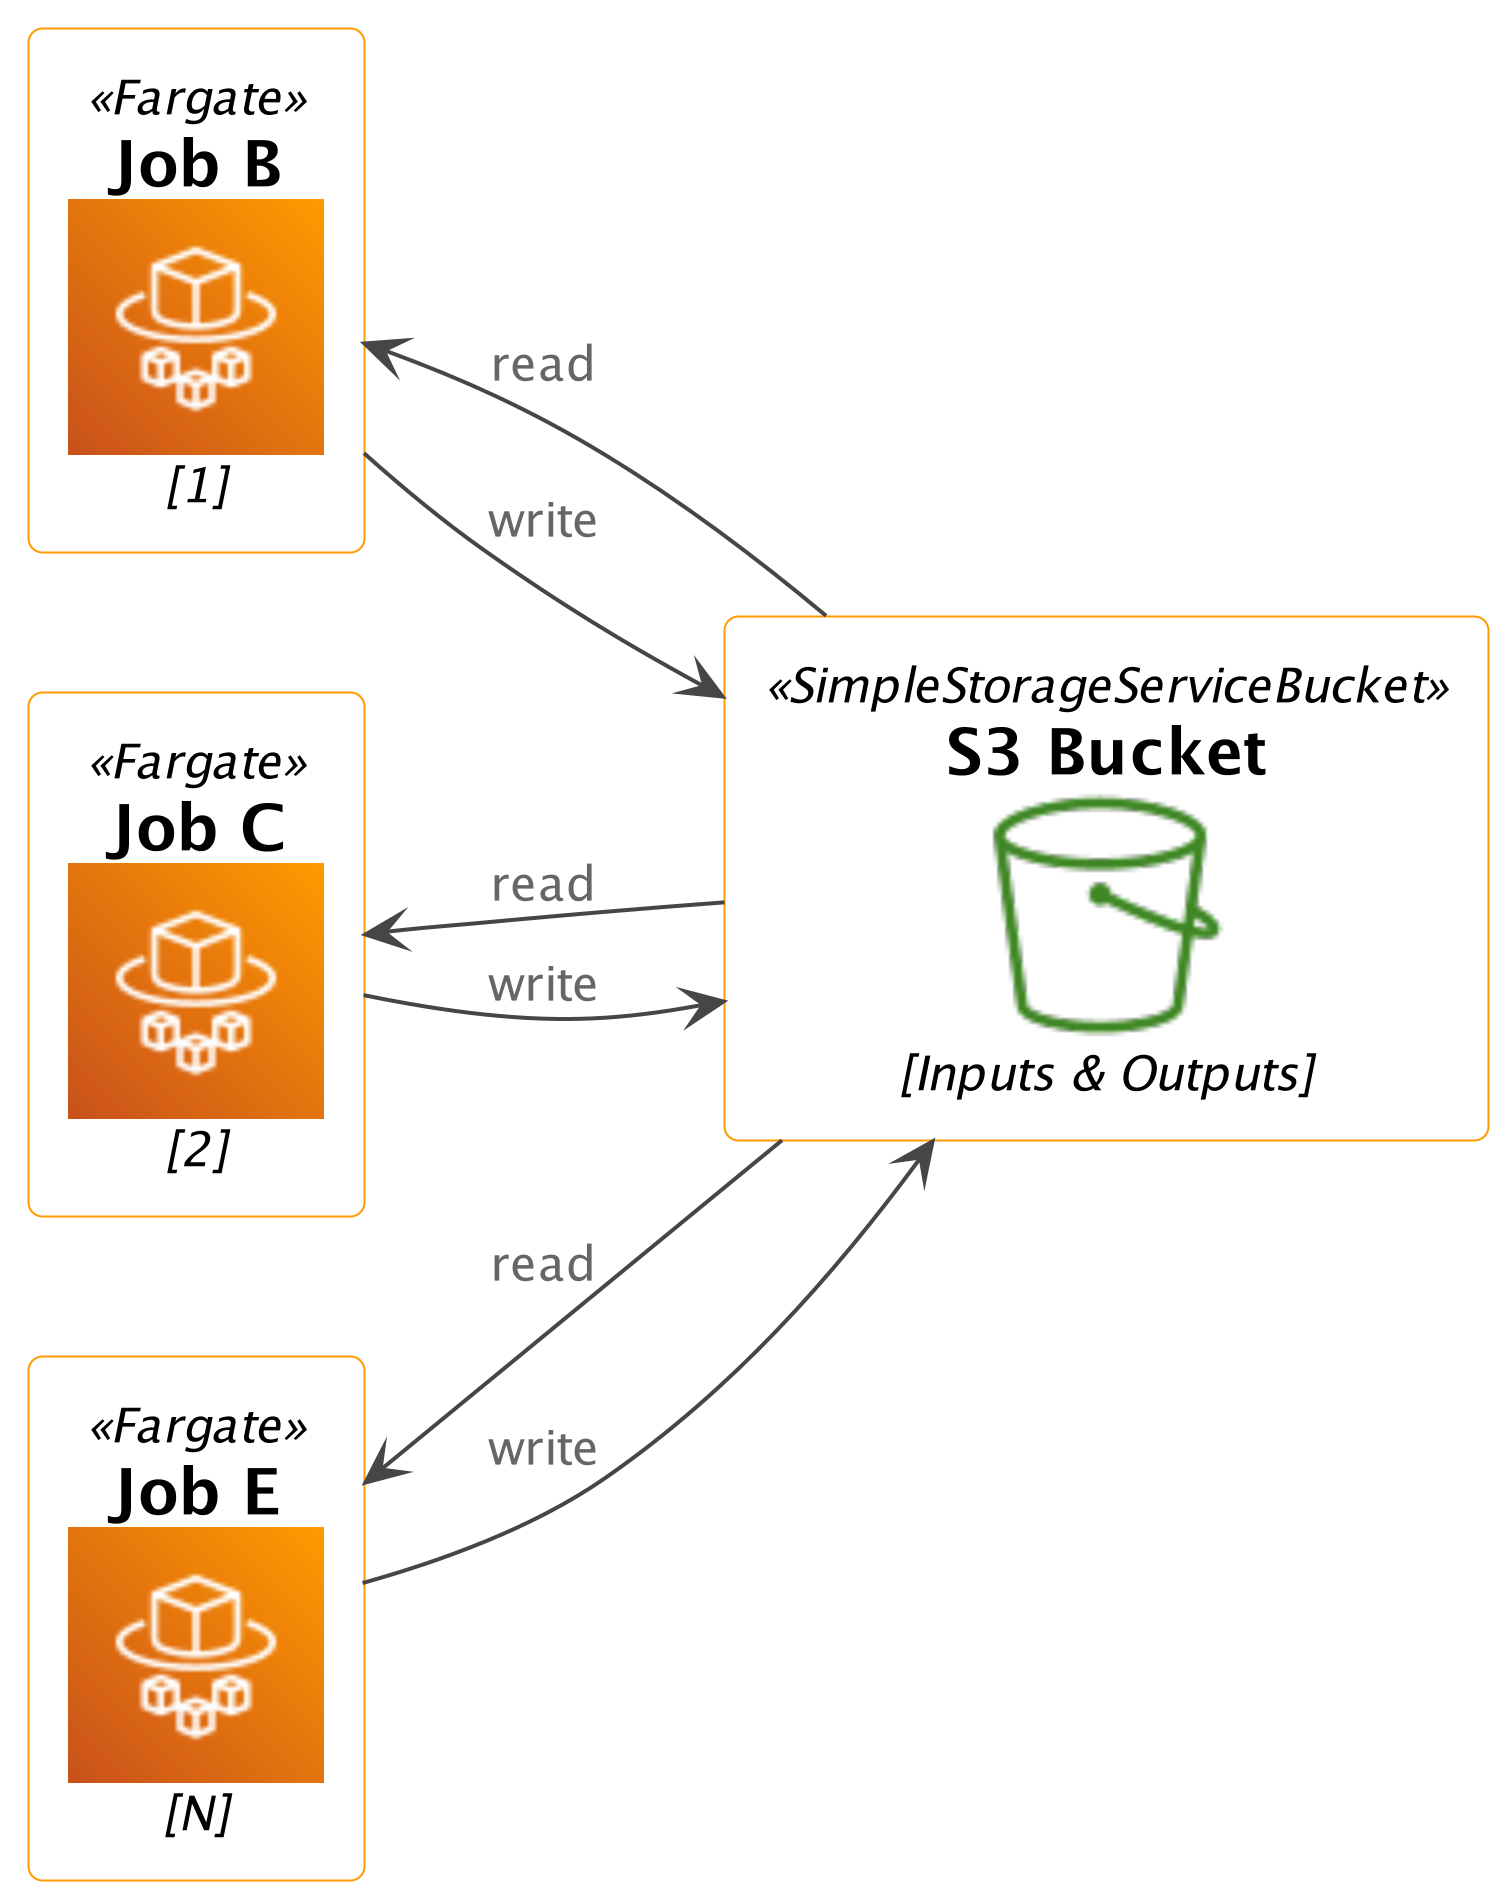 «Fargate»
Job B
[1]
read
write
«Fargate»
Job C
[2]
read
write
«SimpleStorageServiceBucket»
S3 Bucket
[Inputs & Outputs]
read
write
«Fargate»
Job E
[N]